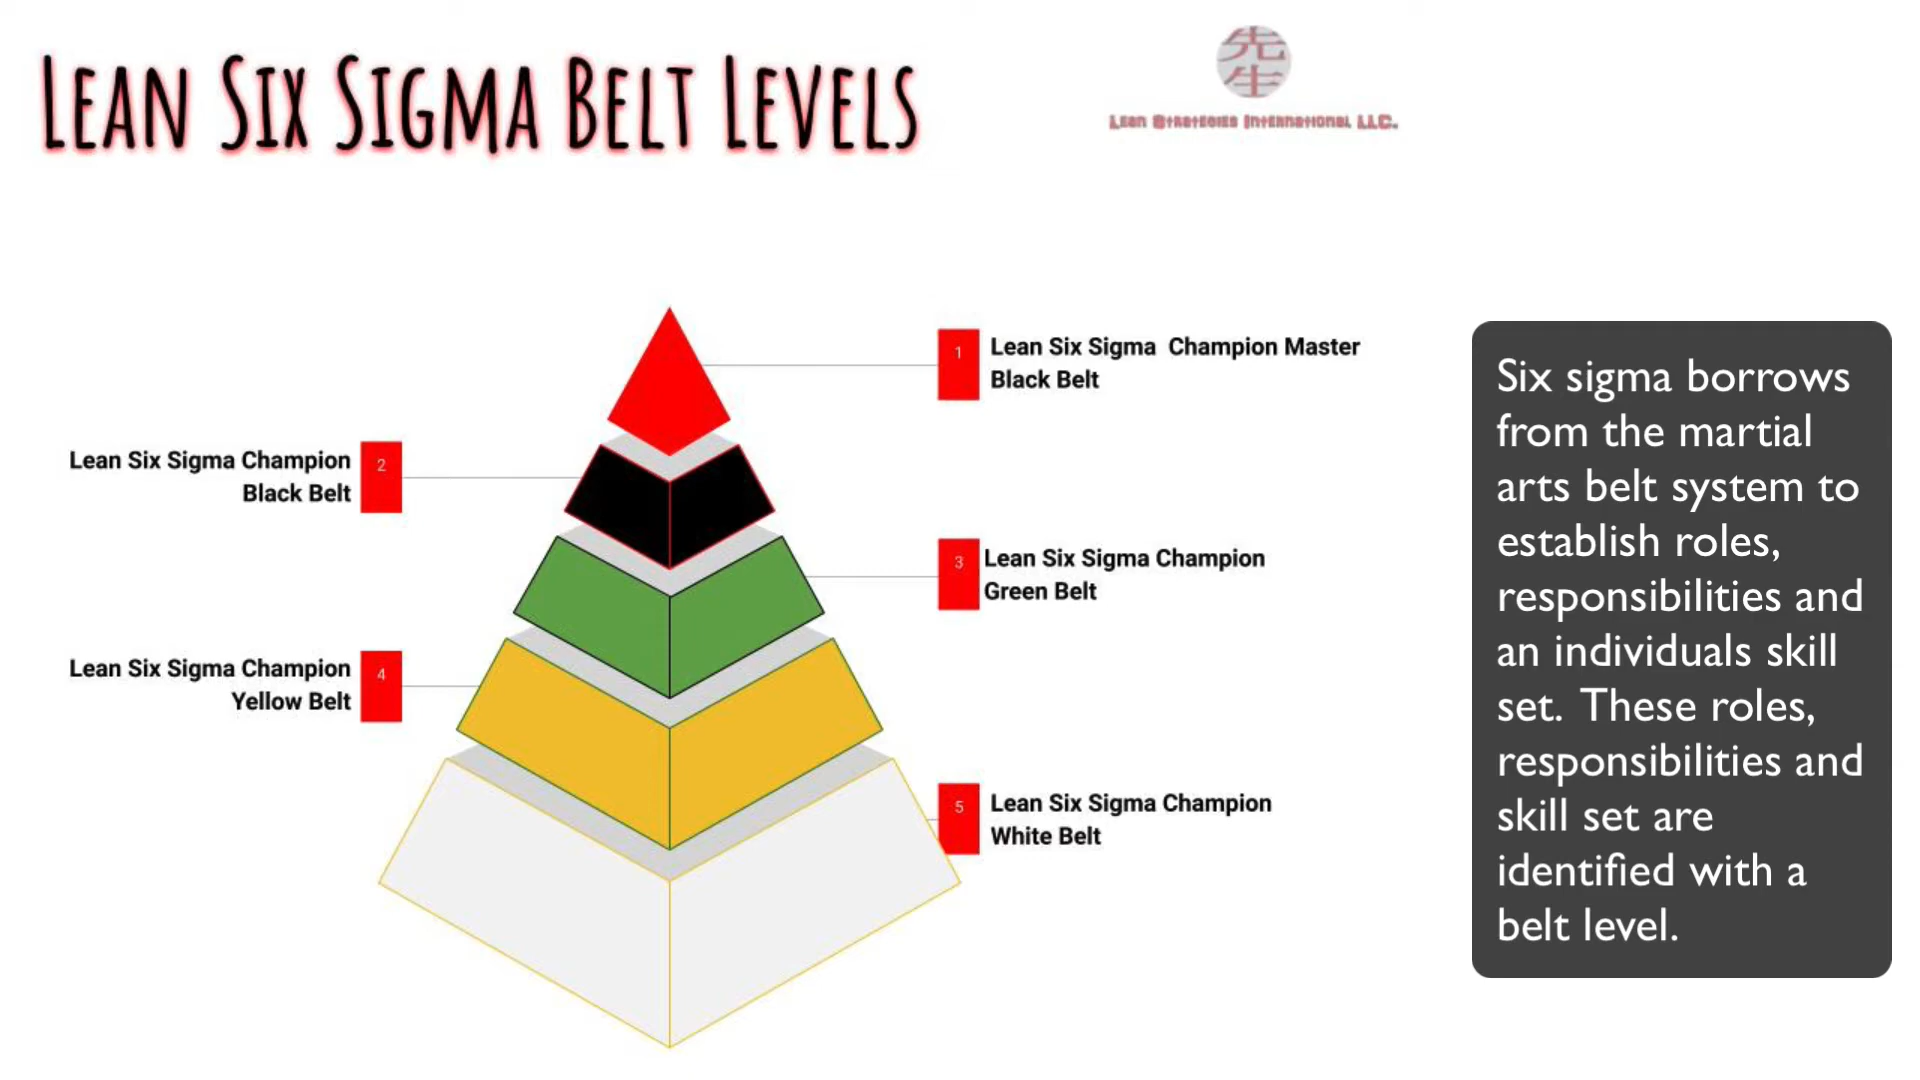 Lean Six Sigma Belt Levels
先
生
Lean Strategies International LLC.
1
Lean Six Sigma  Champion Master
Black Belt
Lean Six Sigma Champion
Black Belt
2
3
Lean Six Sigma Champion
Green Belt
Lean Six Sigma Champion
Yellow Belt
4
5
Lean Six Sigma Champion
White Belt
Six sigma borrows
from the martial
arts belt system to
establish roles,
responsibilities and
an individuals skill
set.  These roles,
responsibilities and
skill set are
identified with a
belt level.